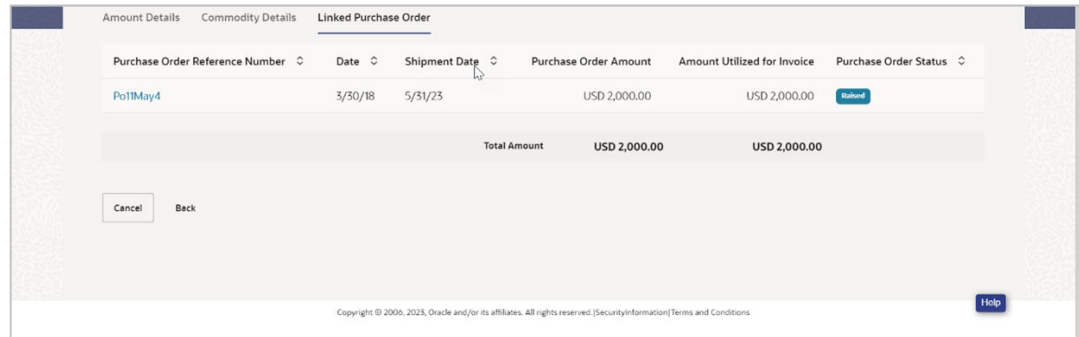 Amount Details Commodity Details Linked Purchase Order
Purchase Order Reference Number Date Shipment Date Purchase Order Amount Amount Utilized for Invoice Purchase Order Status
Po11May4 3/30/18 5/31/23 USD 2,000.00 USD 2,000.00 Raised
Total Amount USD 2,000.00 USD 2,000.00
Cancel Back
Help
Copyright © 2006, 2023, Oracle and/or its affiliates. All rights reserved.|SecurityInformation|Terms and Conditions